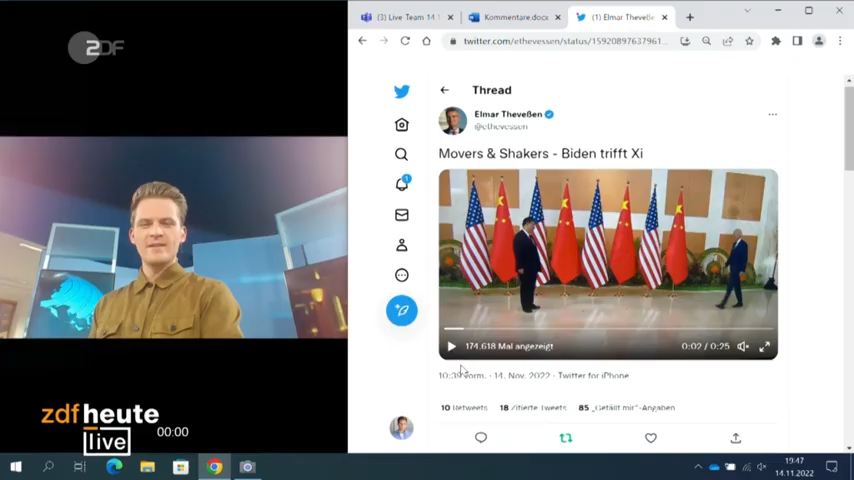 ZDF
(3) Live Team 14.1
Kommentare.docx
(1) Elmar Theveße
twitter.com/ethevessen/status/15920897637961...
Thread
Elmar Theveßen
@ethevessen
Movers & Shakers - Biden trifft Xi
174.618 Mal angezeigt
0:02 / 0:25
10:39 vorm. · 14. Nov. 2022 · Twitter for iPhone
10 Retweets 18 Zitierte Tweets 85 „Gefällt mir“-Angaben
zdfheute
live
00:00
19:47
14.11.2022